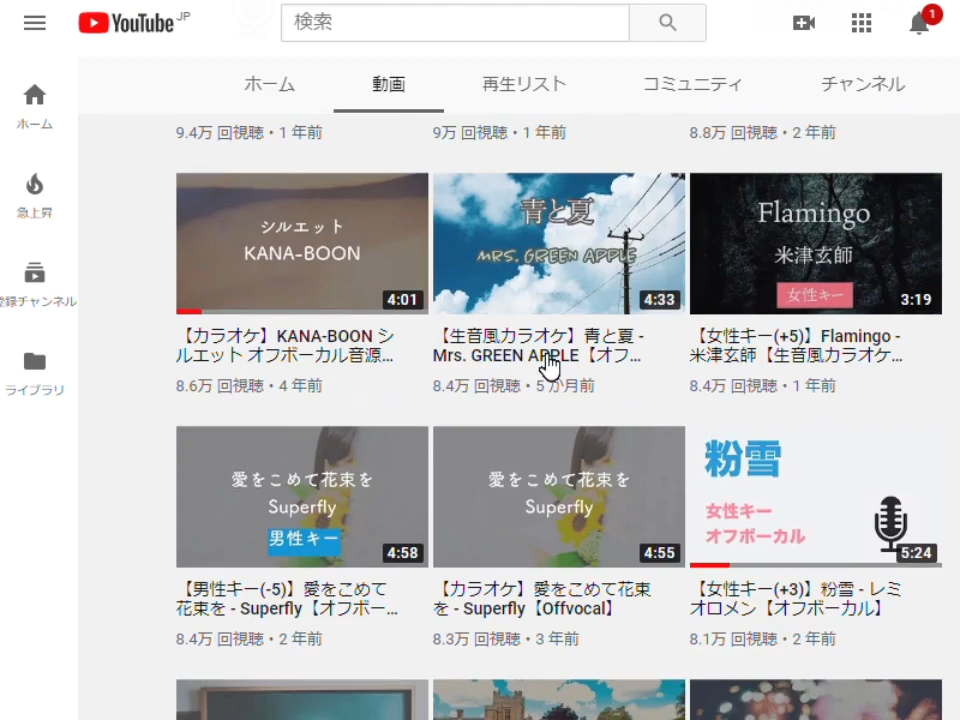 YouTube JP
検索
1
ホーム
動画
再生リスト
コミュニティ
チャンネル
ホーム
急上昇
登録チャンネル
ライブラリ
9.4万 回視聴・1 年前
9万 回視聴・1 年前
8.8万 回視聴・2 年前
シルエット
KANA-BOON
4:01
青と夏
MRS. GREEN APPLE
4:33
Flamingo
米津玄師
女性キー
3:19
【カラオケ】KANA-BOON シ
ルエット オフボーカル音源...
8.6万 回視聴・4 年前
【生音風カラオケ】青と夏 -
Mrs. GREEN APPLE【オフ...
8.4万 回視聴・5 か月前
【女性キー(+5)】Flamingo -
米津玄師【生音風カラオケ...
8.4万 回視聴・1 年前
愛をこめて花束を
Superfly
男性キー
4:58
愛をこめて花束を
Superfly
4:55
粉雪
女性キー
オフボーカル
5:24
【男性キー(-5)】愛をこめて
花束を - Superfly【オフボー...
8.4万 回視聴・2 年前
【カラオケ】愛をこめて花束
を - Superfly【Offvocal】
8.3万 回視聴・3 年前
【女性キー(+3)】粉雪 - レミ
オロメン【オフボーカル】
8.1万 回視聴・2 年前